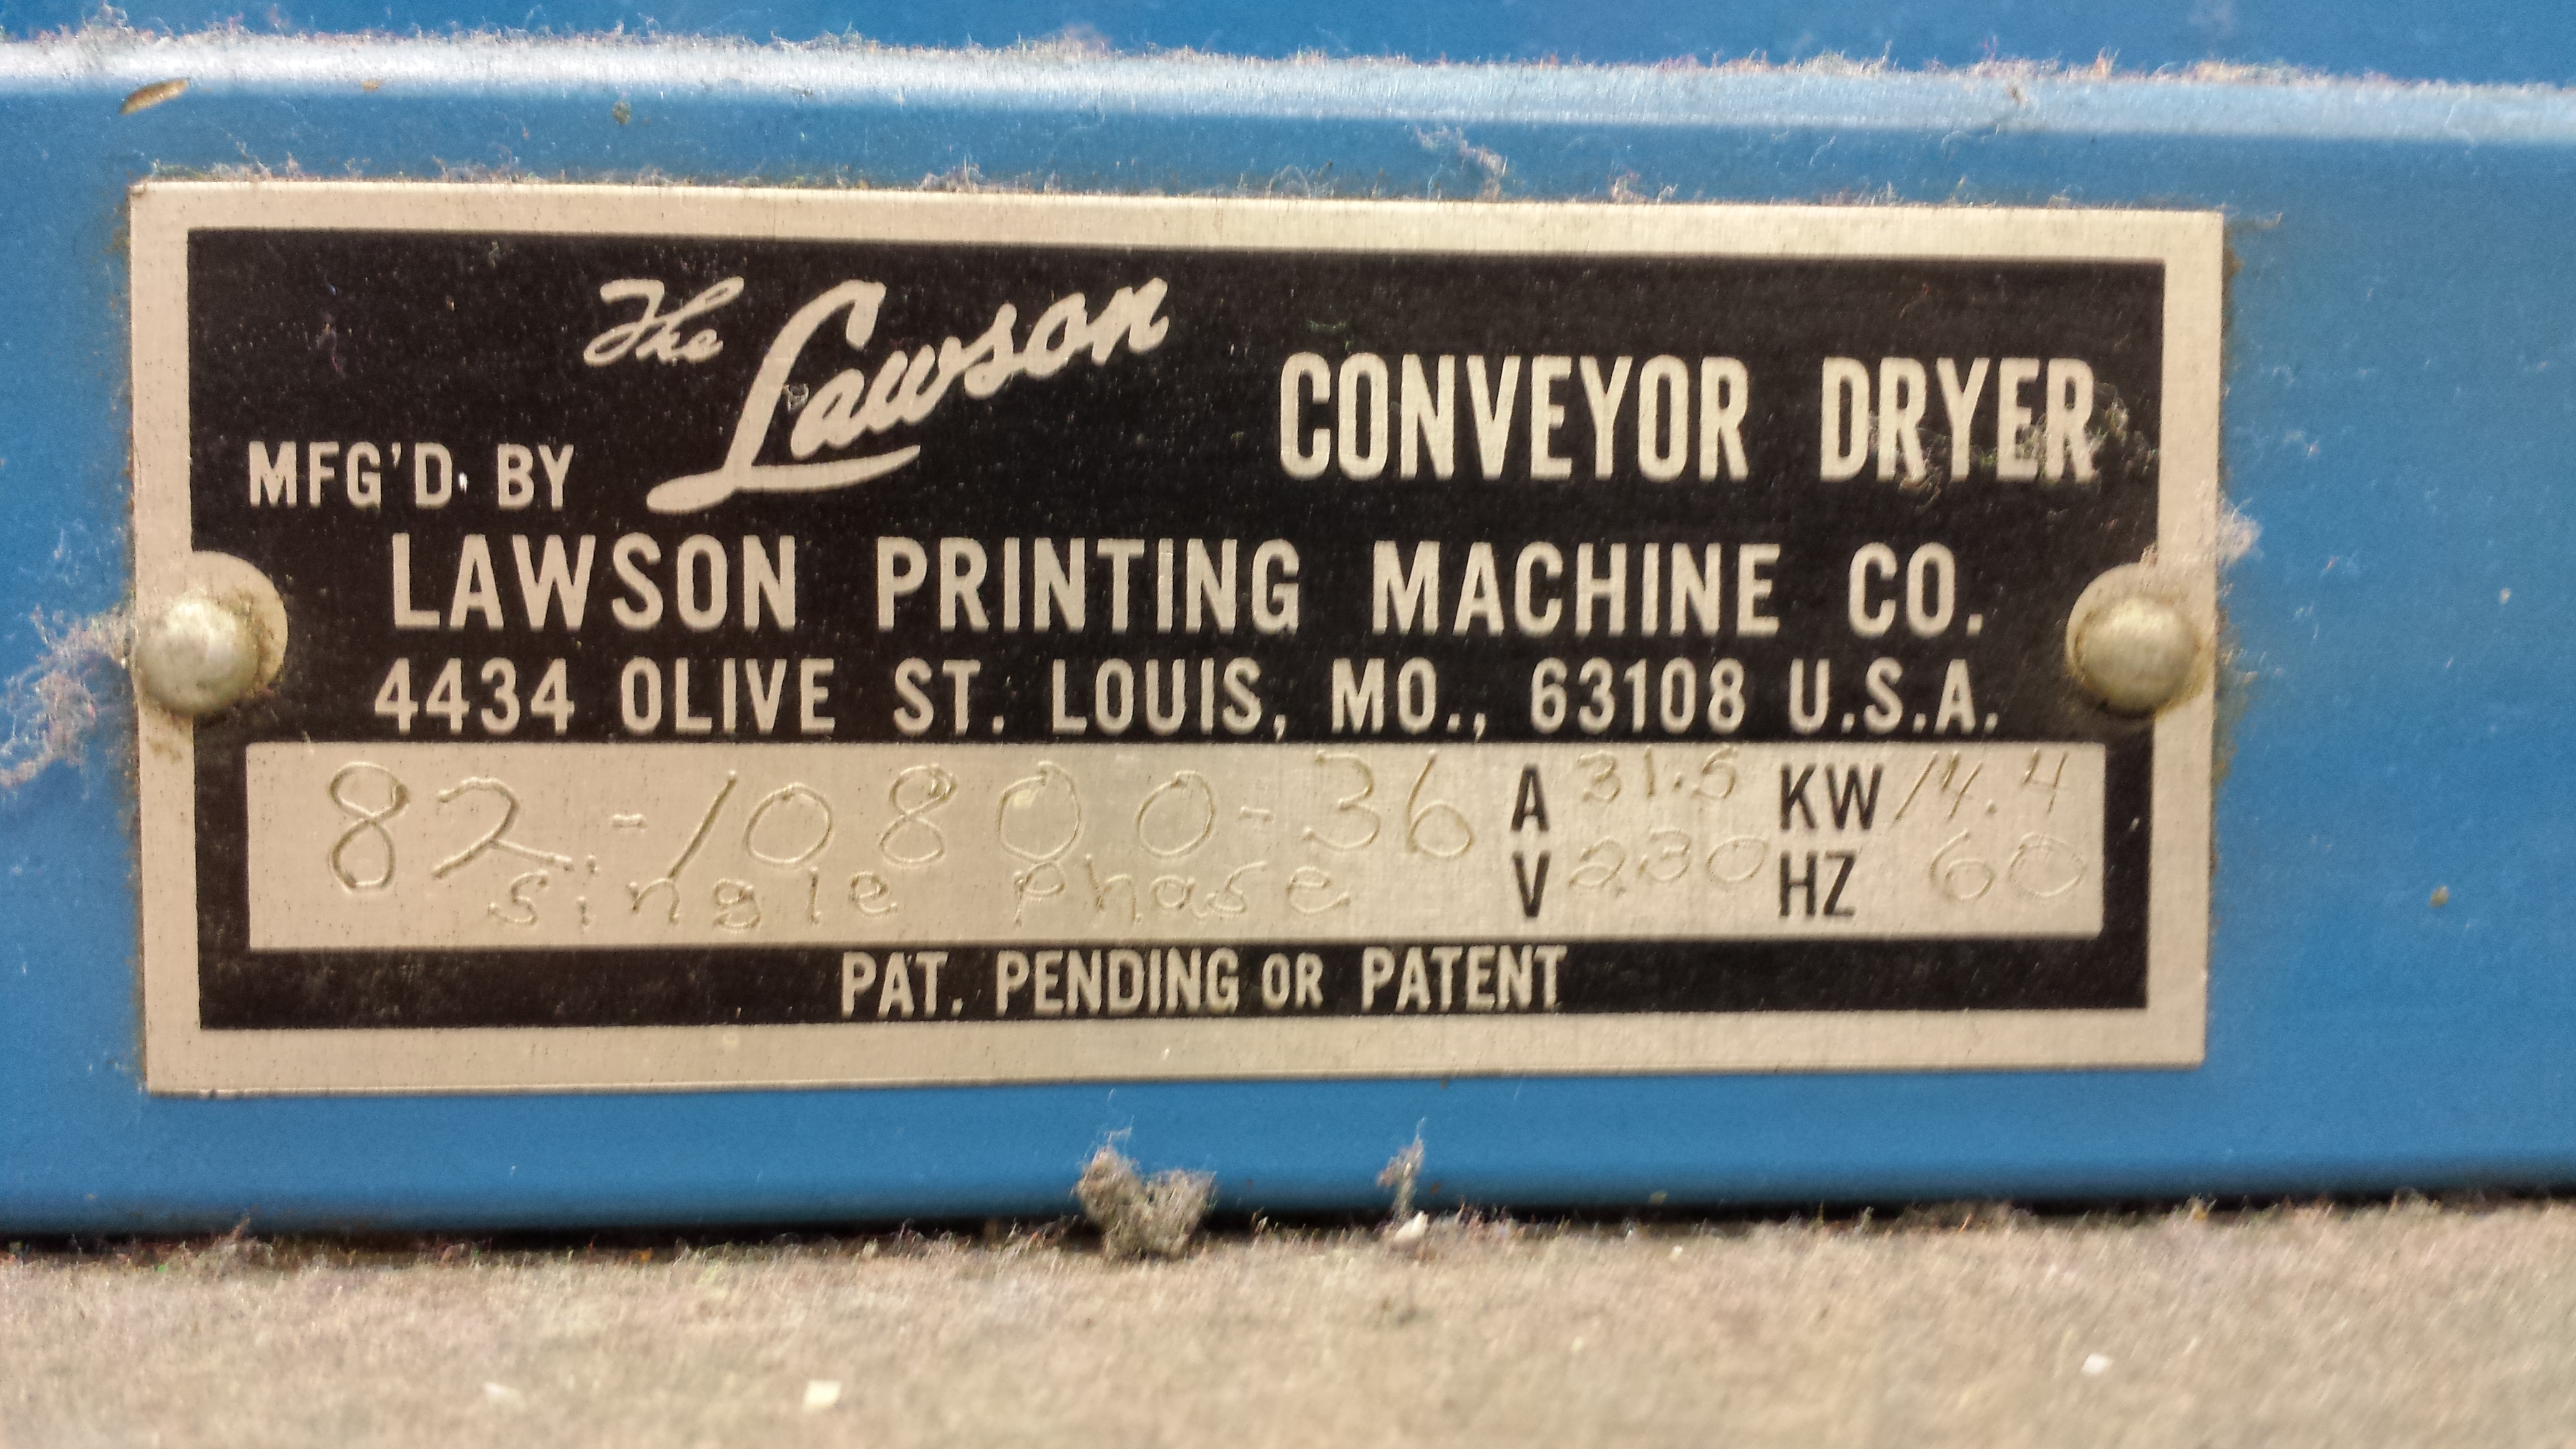 The Lawson CONVEYOR DRYER
MFG'D. BY
LAWSON PRINTING MACHINE CO.
4434 OLIVE ST. LOUIS, MO., 63108 U.S.A.
82-10800-36 A 31.5 KW 14.4
single phase V 230 HZ 60
PAT. PENDING OR PATENT